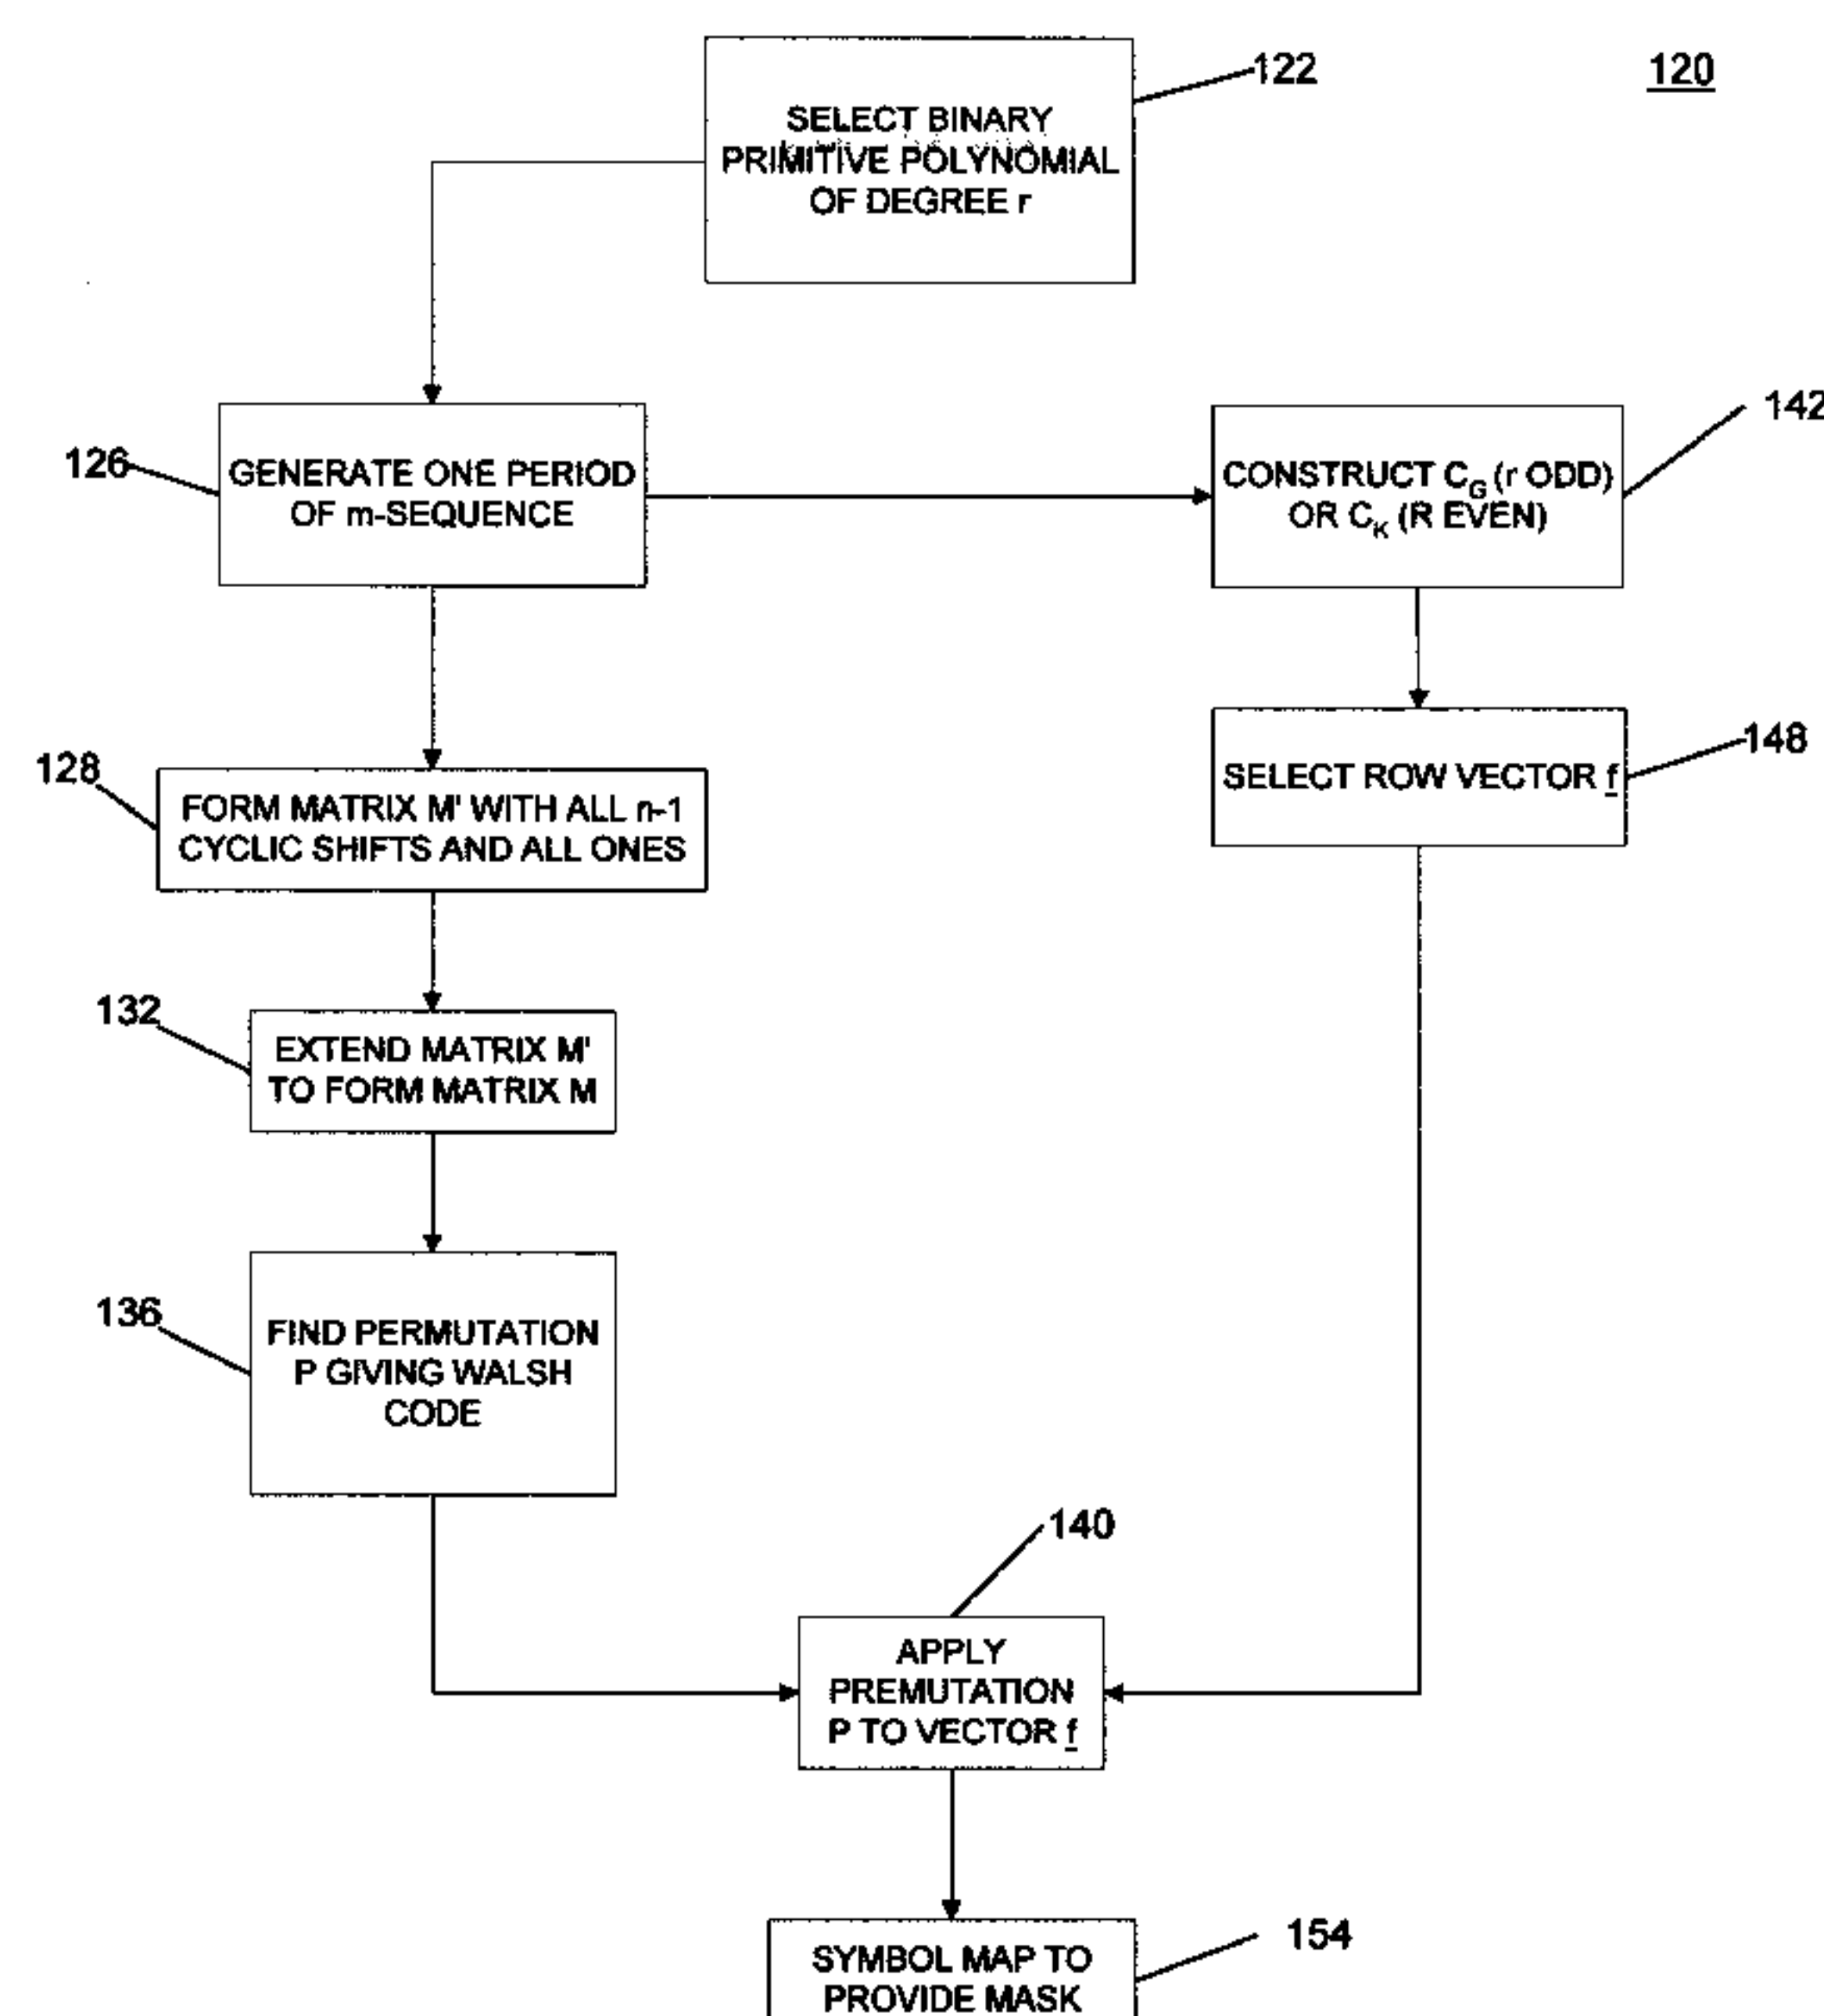 120
122
SELECT BINARY
PRIMITIVE POLYNOMIAL
OF DEGREE r
126
GENERATE ONE PERIOD
OF m-SEQUENCE
142
CONSTRUCT C_G (r ODD)
OR C_K (R EVEN)
128
FORM MATRIX M' WITH ALL n-1
CYCLIC SHIFTS AND ALL ONES
148
SELECT ROW VECTOR f
132
EXTEND MATRIX M'
TO FORM MATRIX M
136
FIND PERMUTATION
P GIVING WALSH
CODE
140
APPLY
PREMUTATION
P TO VECTOR f
154
SYMBOL MAP TO
PROVIDE MASK